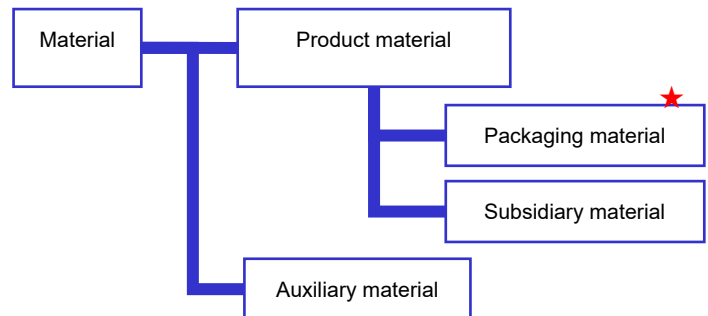 Material
Product material
Packaging material
Subsidiary material
Auxiliary material